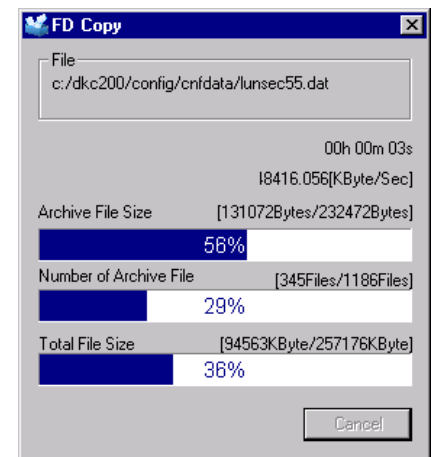 FD Copy
File
c:/dkc200/config/cnfdata/lunsec55.dat
00h 00m 03s
48416.056[KByte/Sec]
Archive File Size [131072Bytes/232472Bytes]
56%
Number of Archive File [345Files/1186Files]
29%
Total File Size [94563KByte/257176KByte]
36%
Cancel